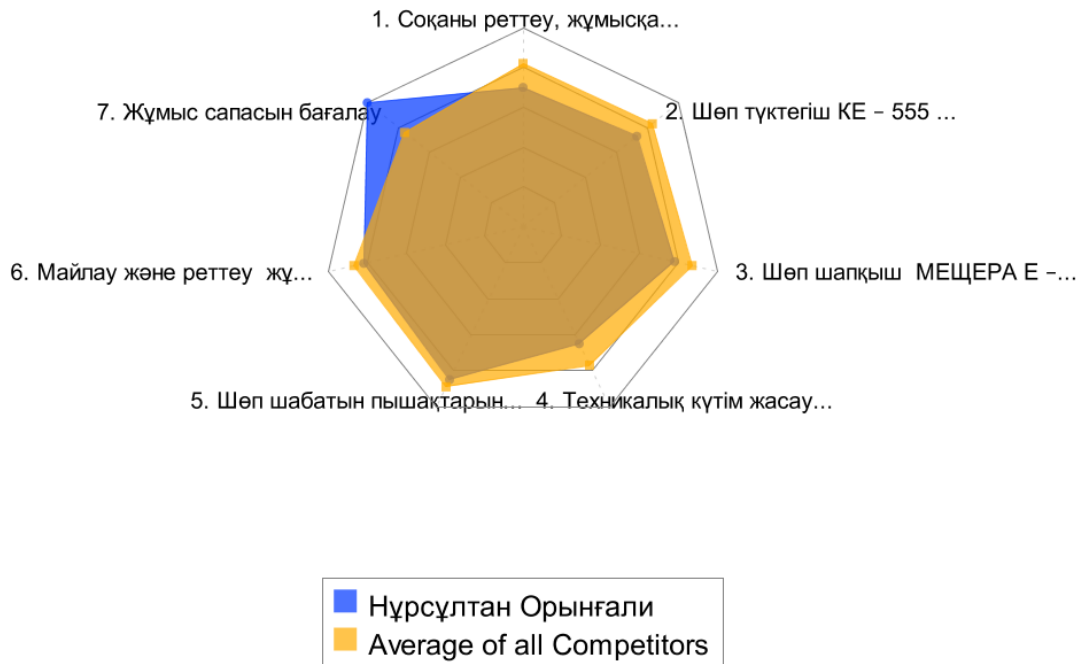 1. Соқаны реттеу, жұмысқа...
7. Жұмыс сапасын бағалау
2. Шөп түктегіш КЕ – 555 ...
6. Майлау және реттеу  жұ...
3. Шөп шапқыш  МЕЩЕРА Е –...
5. Шөп шабатын пышақтарын...
4. Техникалық күтім жасау...
Нұрсұлтан Орынғали
Average of all Competitors